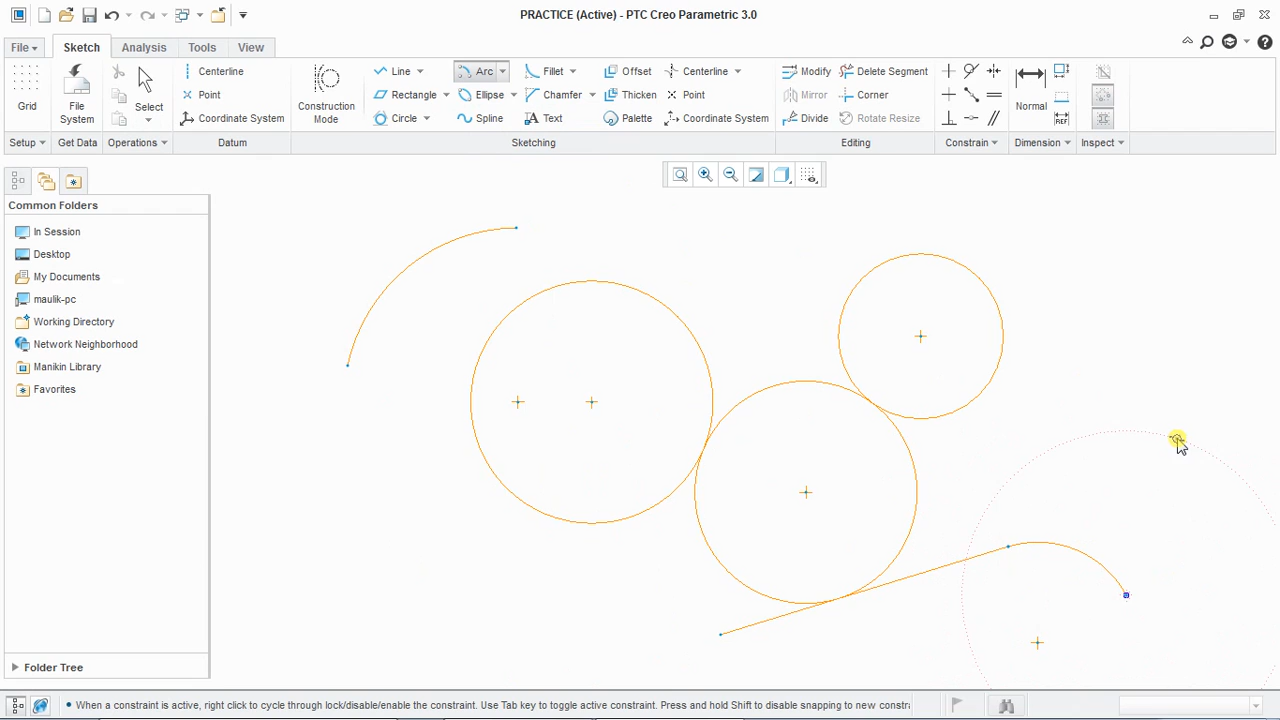 PRACTICE (Active) - PTC Creo Parametric 3.0
File Sketch Analysis Tools View
Grid
File System
Select
Centerline
Point
Coordinate System
Construction Mode
Line Arc Fillet Offset Centerline
Rectangle Ellipse Chamfer Thicken Point
Circle Spline Text Palette Coordinate System
Modify Delete Segment
Mirror Corner
Divide Rotate Resize
Normal
REF
Setup Get Data Operations Datum Sketching Editing Constrain Dimension Inspect
Common Folders
In Session
Desktop
My Documents
maulik-pc
Working Directory
Network Neighborhood
Manikin Library
Favorites
Folder Tree
When a constraint is active, right click to cycle through lock/disable/enable the constraint. Use Tab key to toggle active constraint. Press and hold Shift to disable snapping to new constra